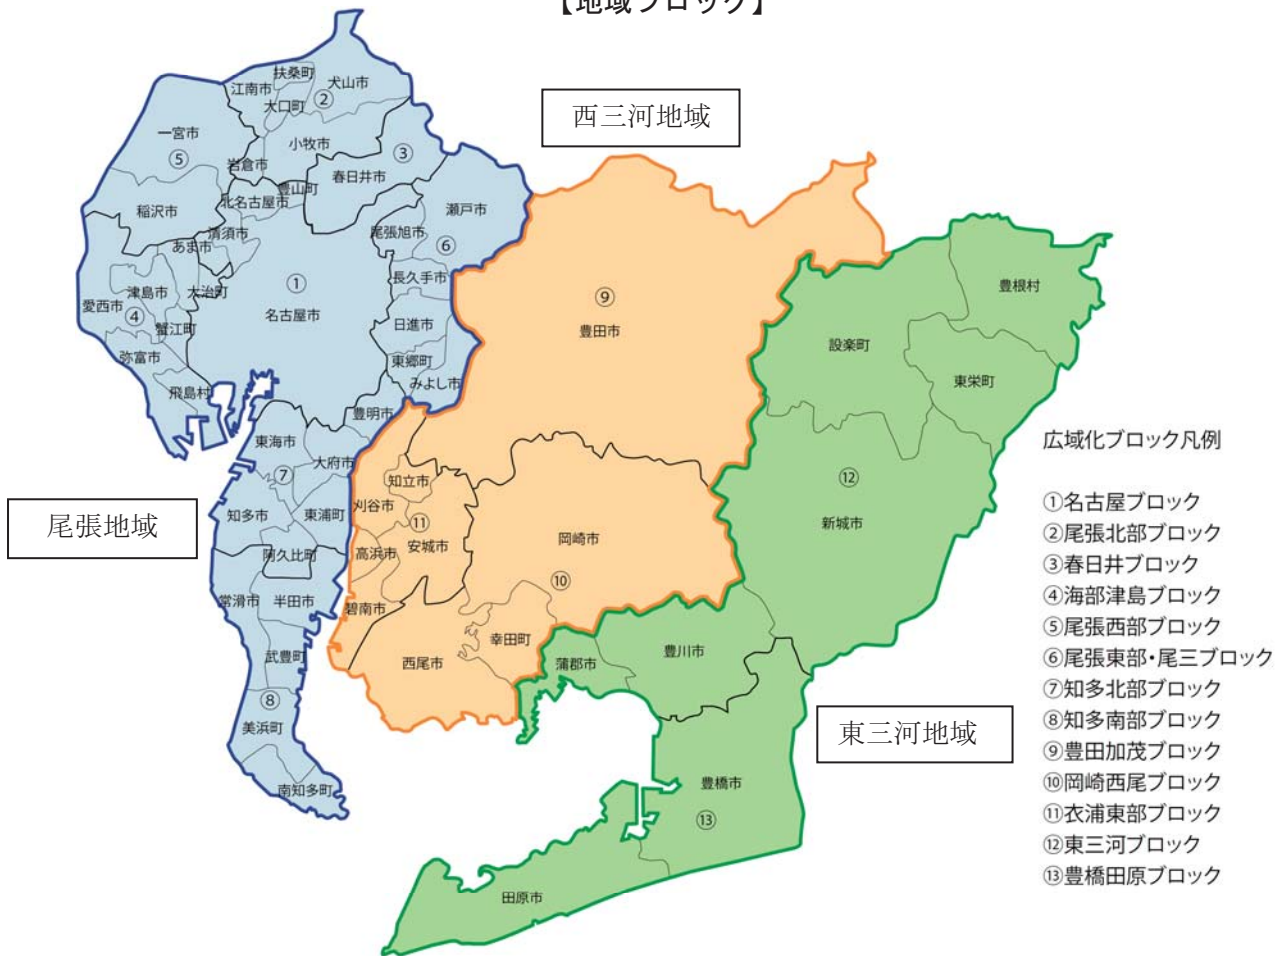 【地域ブロック】
西三河地域
尾張地域
東三河地域
扶桑町
江南市
犬山市
大口町
②
一宮市
⑤
小牧市
③
岩倉市
春日井市
豊山町
北名古屋市
稲沢市
瀬戸市
清須市
尾張旭市
あま市
⑥
長久手市
①
名古屋市
津島市
大治町
愛西市
④
蟹江町
日進市
弥富市
東郷町
みよし市
飛島村
豊明市
東海市
大府市
⑦
知多市
東浦町
阿久比町
常滑市
半田市
武豊町
⑧
美浜町
南知多町
⑨
豊田市
知立市
刈谷市
⑪
安城市
高浜市
岡崎市
⑩
碧南市
幸田町
西尾市
豊根村
設楽町
東栄町
⑫
新城市
豊川市
蒲郡市
豊橋市
⑬
田原市
広域化ブロック凡例
①名古屋ブロック
②尾張北部ブロック
③春日井ブロック
④海部津島ブロック
⑤尾張西部ブロック
⑥尾張東部・尾三ブロック
⑦知多北部ブロック
⑧知多南部ブロック
⑨豊田加茂ブロック
⑩岡崎西尾ブロック
⑪衣浦東部ブロック
⑫東三河ブロック
⑬豊橋田原ブロック